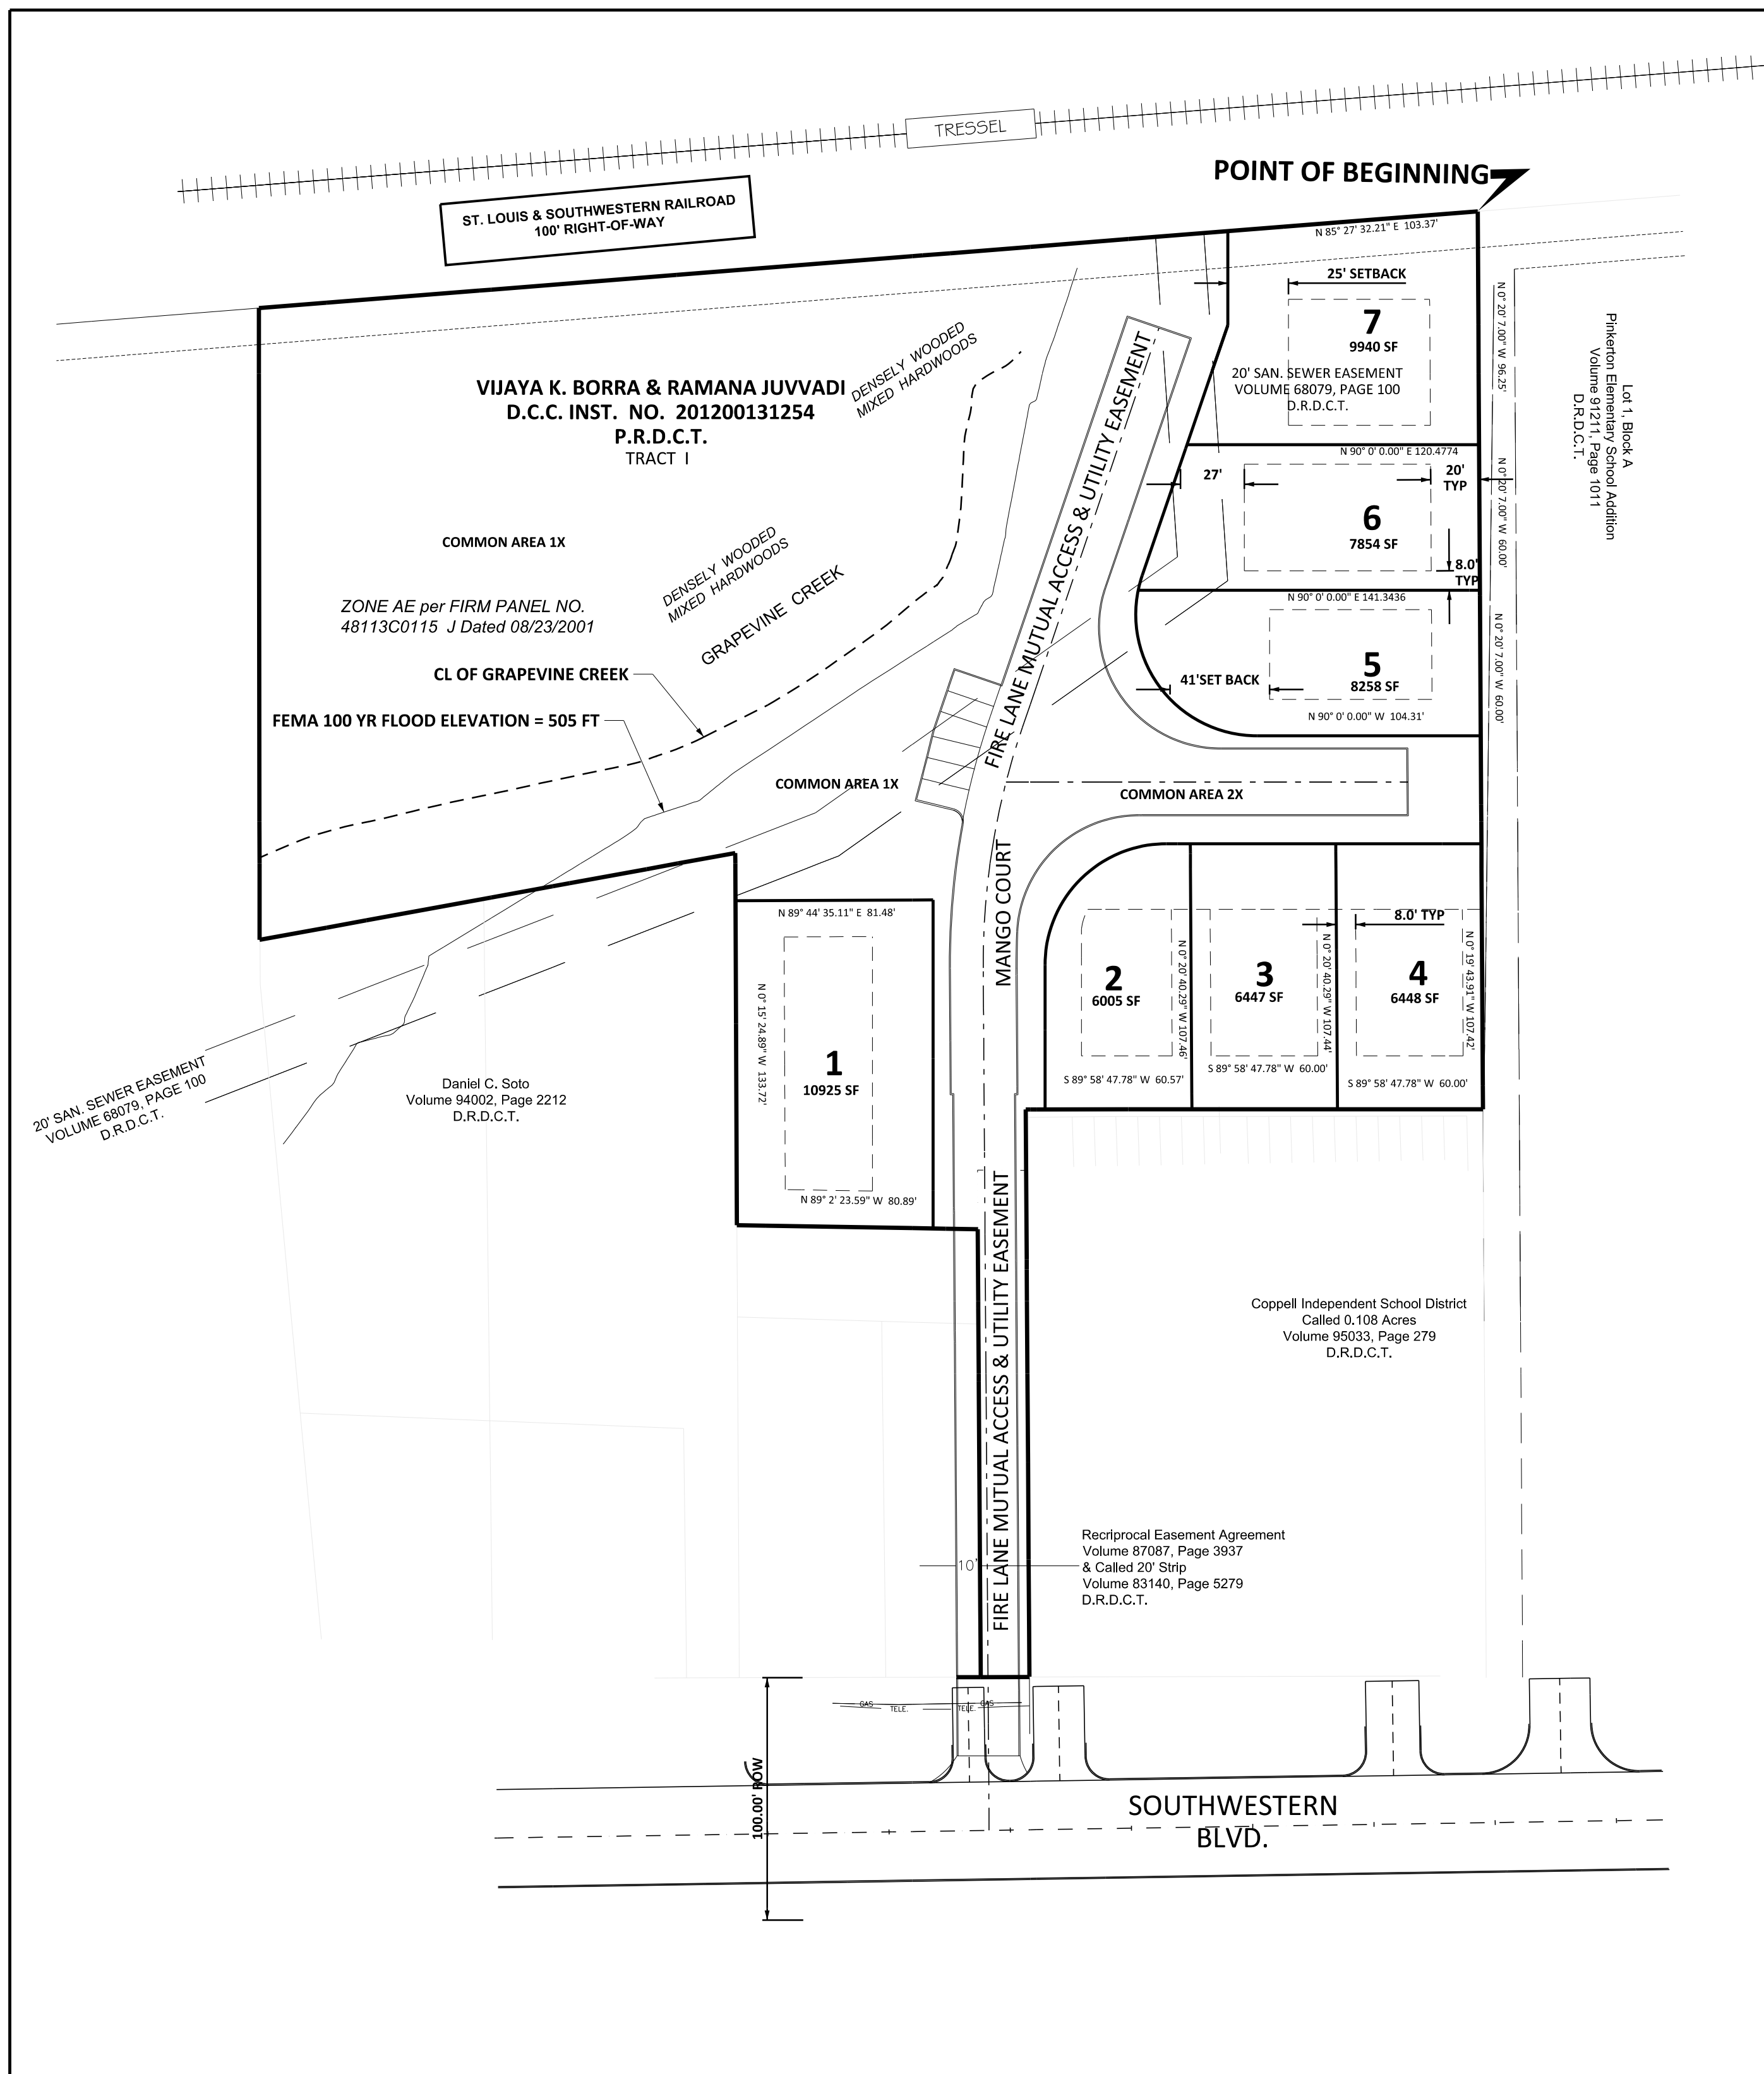 TRESSEL
POINT OF BEGINNING
ST. LOUIS & SOUTHWESTERN RAILROAD
100' RIGHT-OF-WAY
N 85° 27' 32.21" E 103.37'
25' SETBACK
7
9940 SF
20' SAN. SEWER EASEMENT
VOLUME 68079, PAGE 100
D.R.D.C.T.
N 0° 20' 7.00" W 96.25'
Lot 1, Block A
Pinkerton Elementary School Addition
Volume 91211, Page 1011
D.R.D.C.T.
VIJAYA K. BORRA & RAMANA JUVVADI
D.C.C. INST. NO. 201200131254
P.R.D.C.T.
TRACT I
DENSELY WOODED
MIXED HARDWOODS
FIRE LANE MUTUAL ACCESS & UTILITY EASEMENT
N 90° 0' 0.00" E 120.4774
27'
20'
TYP
6
7854 SF
N 0° 20' 7.00" W 60.00'
8.0'
TYP
N 90° 0' 0.00" E 141.3436
COMMON AREA 1X
DENSELY WOODED
MIXED HARDWOODS
GRAPEVINE CREEK
ZONE AE per FIRM PANEL NO.
48113C0115 J Dated 08/23/2001
CL OF GRAPEVINE CREEK
FEMA 100 YR FLOOD ELEVATION = 505 FT
5
8258 SF
41'SET BACK
N 90° 0' 0.00" W 104.31'
N 0° 20' 7.00" W 60.00'
COMMON AREA 1X
COMMON AREA 2X
MANGO COURT
N 89° 44' 35.11" E 81.48'
N 0° 15' 24.89" W 133.72'
1
10925 SF
N 89° 2' 23.59" W 80.89'
2
6005 SF
N 0° 20' 40.29" W 107.46'
S 89° 58' 47.78" W 60.57'
3
6447 SF
N 0° 20' 40.29" W 107.44'
S 89° 58' 47.78" W 60.00'
8.0' TYP
4
6448 SF
N 0° 19' 43.91" W 107.42'
S 89° 58' 47.78" W 60.00'
20' SAN. SEWER EASEMENT
VOLUME 68079, PAGE 100
D.R.D.C.T.
Daniel C. Soto
Volume 94002, Page 2212
D.R.D.C.T.
FIRE LANE MUTUAL ACCESS & UTILITY EASEMENT
Coppell Independent School District
Called 0.108 Acres
Volume 95033, Page 279
D.R.D.C.T.
10'
Recriprocal Easement Agreement
Volume 87087, Page 3937
& Called 20' Strip
Volume 83140, Page 5279
D.R.D.C.T.
GAS
GAS
TELE.
TELE.
100.00' ROW
SOUTHWESTERN
BLVD.